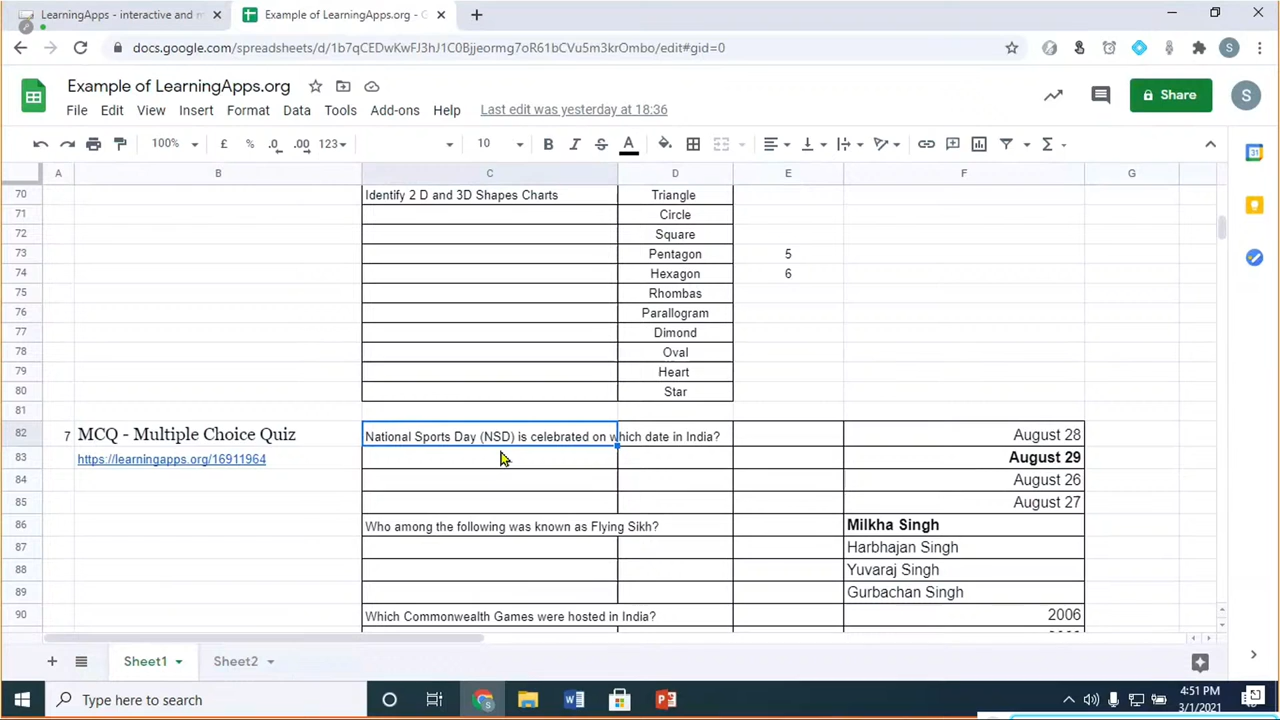 LearningApps - interactive and m
Example of LearningApps.org - G
docs.google.com/spreadsheets/d/1b7qCEDwKwFJ3hJ1C0Bjjeormg7oR61bCVu5m3krOmbo/edit#gid=0
S
Example of LearningApps.org
File Edit View Insert Format Data Tools Add-ons Help Last edit was yesterday at 18:36
Share
S
100% £ % .0 .00 123 10 B I S A
31
A B C D E F G
70 Identify 2 D and 3D Shapes Charts Triangle
71 Circle
72 Square
73 Pentagon 5
74 Hexagon 6
75 Rhombas
76 Parallogram
77 Dimond
78 Oval
79 Heart
80 Star
81
82 7 MCQ - Multiple Choice Quiz National Sports Day (NSD) is celebrated on which date in India? August 28
83 https://learningapps.org/16911964 August 29
84 August 26
85 August 27
86 Who among the following was known as Flying Sikh? Milkha Singh
87 Harbhajan Singh
88 Yuvaraj Singh
89 Gurbachan Singh
90 Which Commonwealth Games were hosted in India? 2006
Sheet1 Sheet2
Type here to search
4:51 PM
3/1/2021